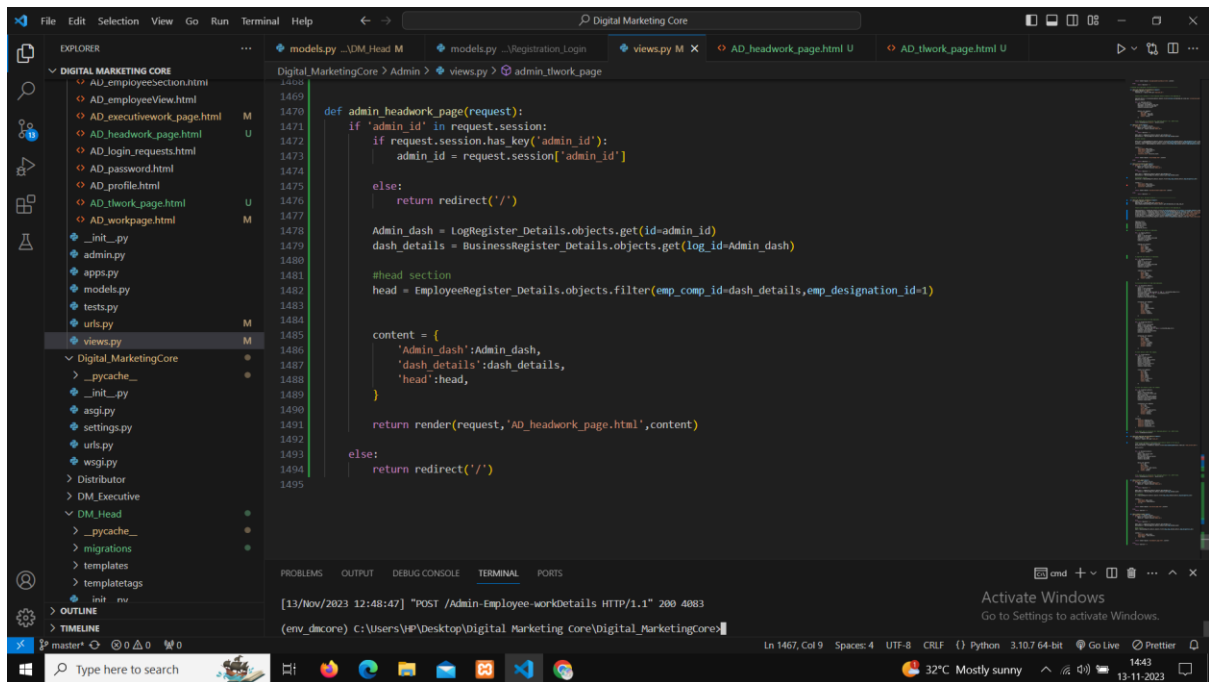 File Edit Selection View Go Run Terminal Help
Digital Marketing Core
EXPLORER
models.py ...\DM_Head M
models.py ...\Registration_Login
views.py M
AD_headwork_page.html U
AD_tlwork_page.html U
DIGITAL MARKETING CORE
Digital_MarketingCore > Admin > views.py > admin_tlwork_page
AD_employeeSection.html
AD_employeeView.html
AD_executivework_page.html M
AD_headwork_page.html U
AD_login_requests.html
AD_password.html
AD_profile.html
AD_tlwork_page.html U
AD_workpage.html M
__init__.py
admin.py
apps.py
models.py
tests.py
urls.py M
views.py M
Digital_MarketingCore
__pycache__
__init__.py
asgi.py
settings.py
urls.py
wsgi.py
Distributor
DM_Executive
DM_Head
__pycache__
migrations
templates
templatetags
__init__.py
OUTLINE
TIMELINE
13
1468
1469
1470 def admin_headwork_page(request):
1471 if 'admin_id' in request.session:
1472 if request.session.has_key('admin_id'):
1473 admin_id = request.session['admin_id']
1474
1475 else:
1476 return redirect('/')
1477
1478 Admin_dash = LogRegister_Details.objects.get(id=admin_id)
1479 dash_details = BusinessRegister_Details.objects.get(log_id=Admin_dash)
1480
1481 #head section
1482 head = EmployeeRegister_Details.objects.filter(emp_comp_id=dash_details,emp_designation_id=1)
1483
1484
1485 content = {
1486 'Admin_dash':Admin_dash,
1487 'dash_details':dash_details,
1488 'head':head,
1489 }
1490
1491 return render(request,'AD_headwork_page.html',content)
1492
1493 else:
1494 return redirect('/')
1495
PROBLEMS OUTPUT DEBUG CONSOLE TERMINAL PORTS
cmd
[13/Nov/2023 12:48:47] "POST /Admin-Employee-workDetails HTTP/1.1" 200 4083
(env_dmcore) C:\Users\HP\Desktop\Digital Marketing Core\Digital_MarketingCore>
Activate Windows
Go to Settings to activate Windows.
master* 0 0 0
Ln 1467, Col 9 Spaces: 4 UTF-8 CRLF {} Python 3.10.7 64-bit Go Live Prettier
Type here to search
32°C Mostly sunny
14:43
13-11-2023